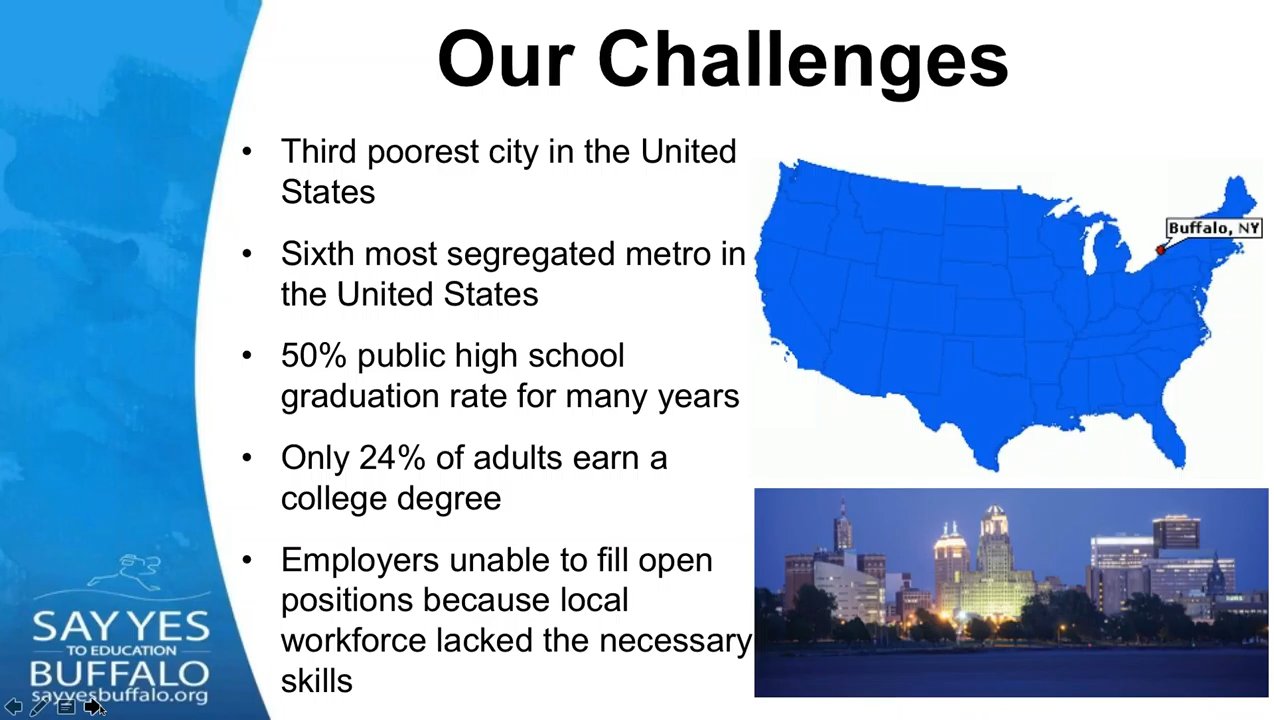 Our Challenges
• Third poorest city in the United
States
• Sixth most segregated metro in
the United States
• 50% public high school
graduation rate for many years
• Only 24% of adults earn a
college degree
• Employers unable to fill open
positions because local
workforce lacked the necessary
skills
Buffalo, NY
SAY YES
TO EDUCATION
BUFFALO
sayyesbuffalo.org